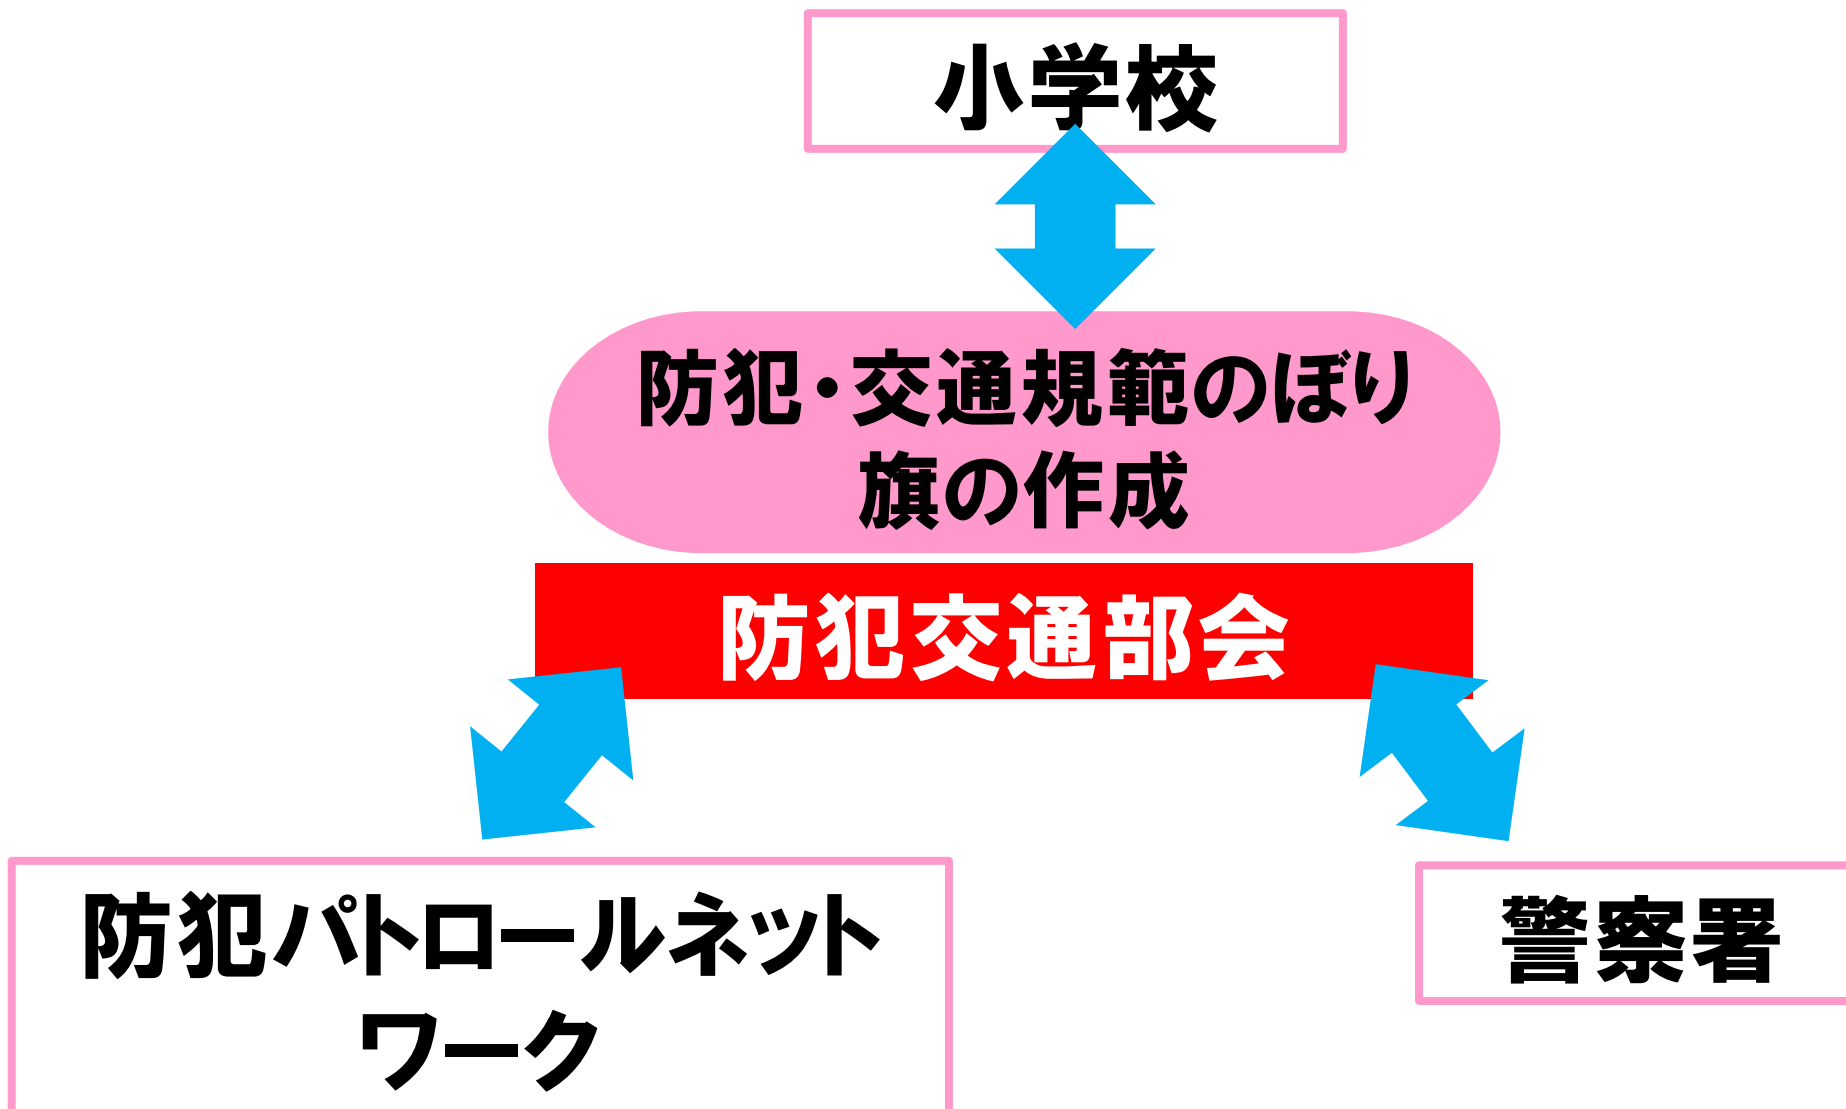 小学校
防犯・交通規範のぼり
旗の作成
防犯交通部会
防犯パトロールネット
ワーク
警察署